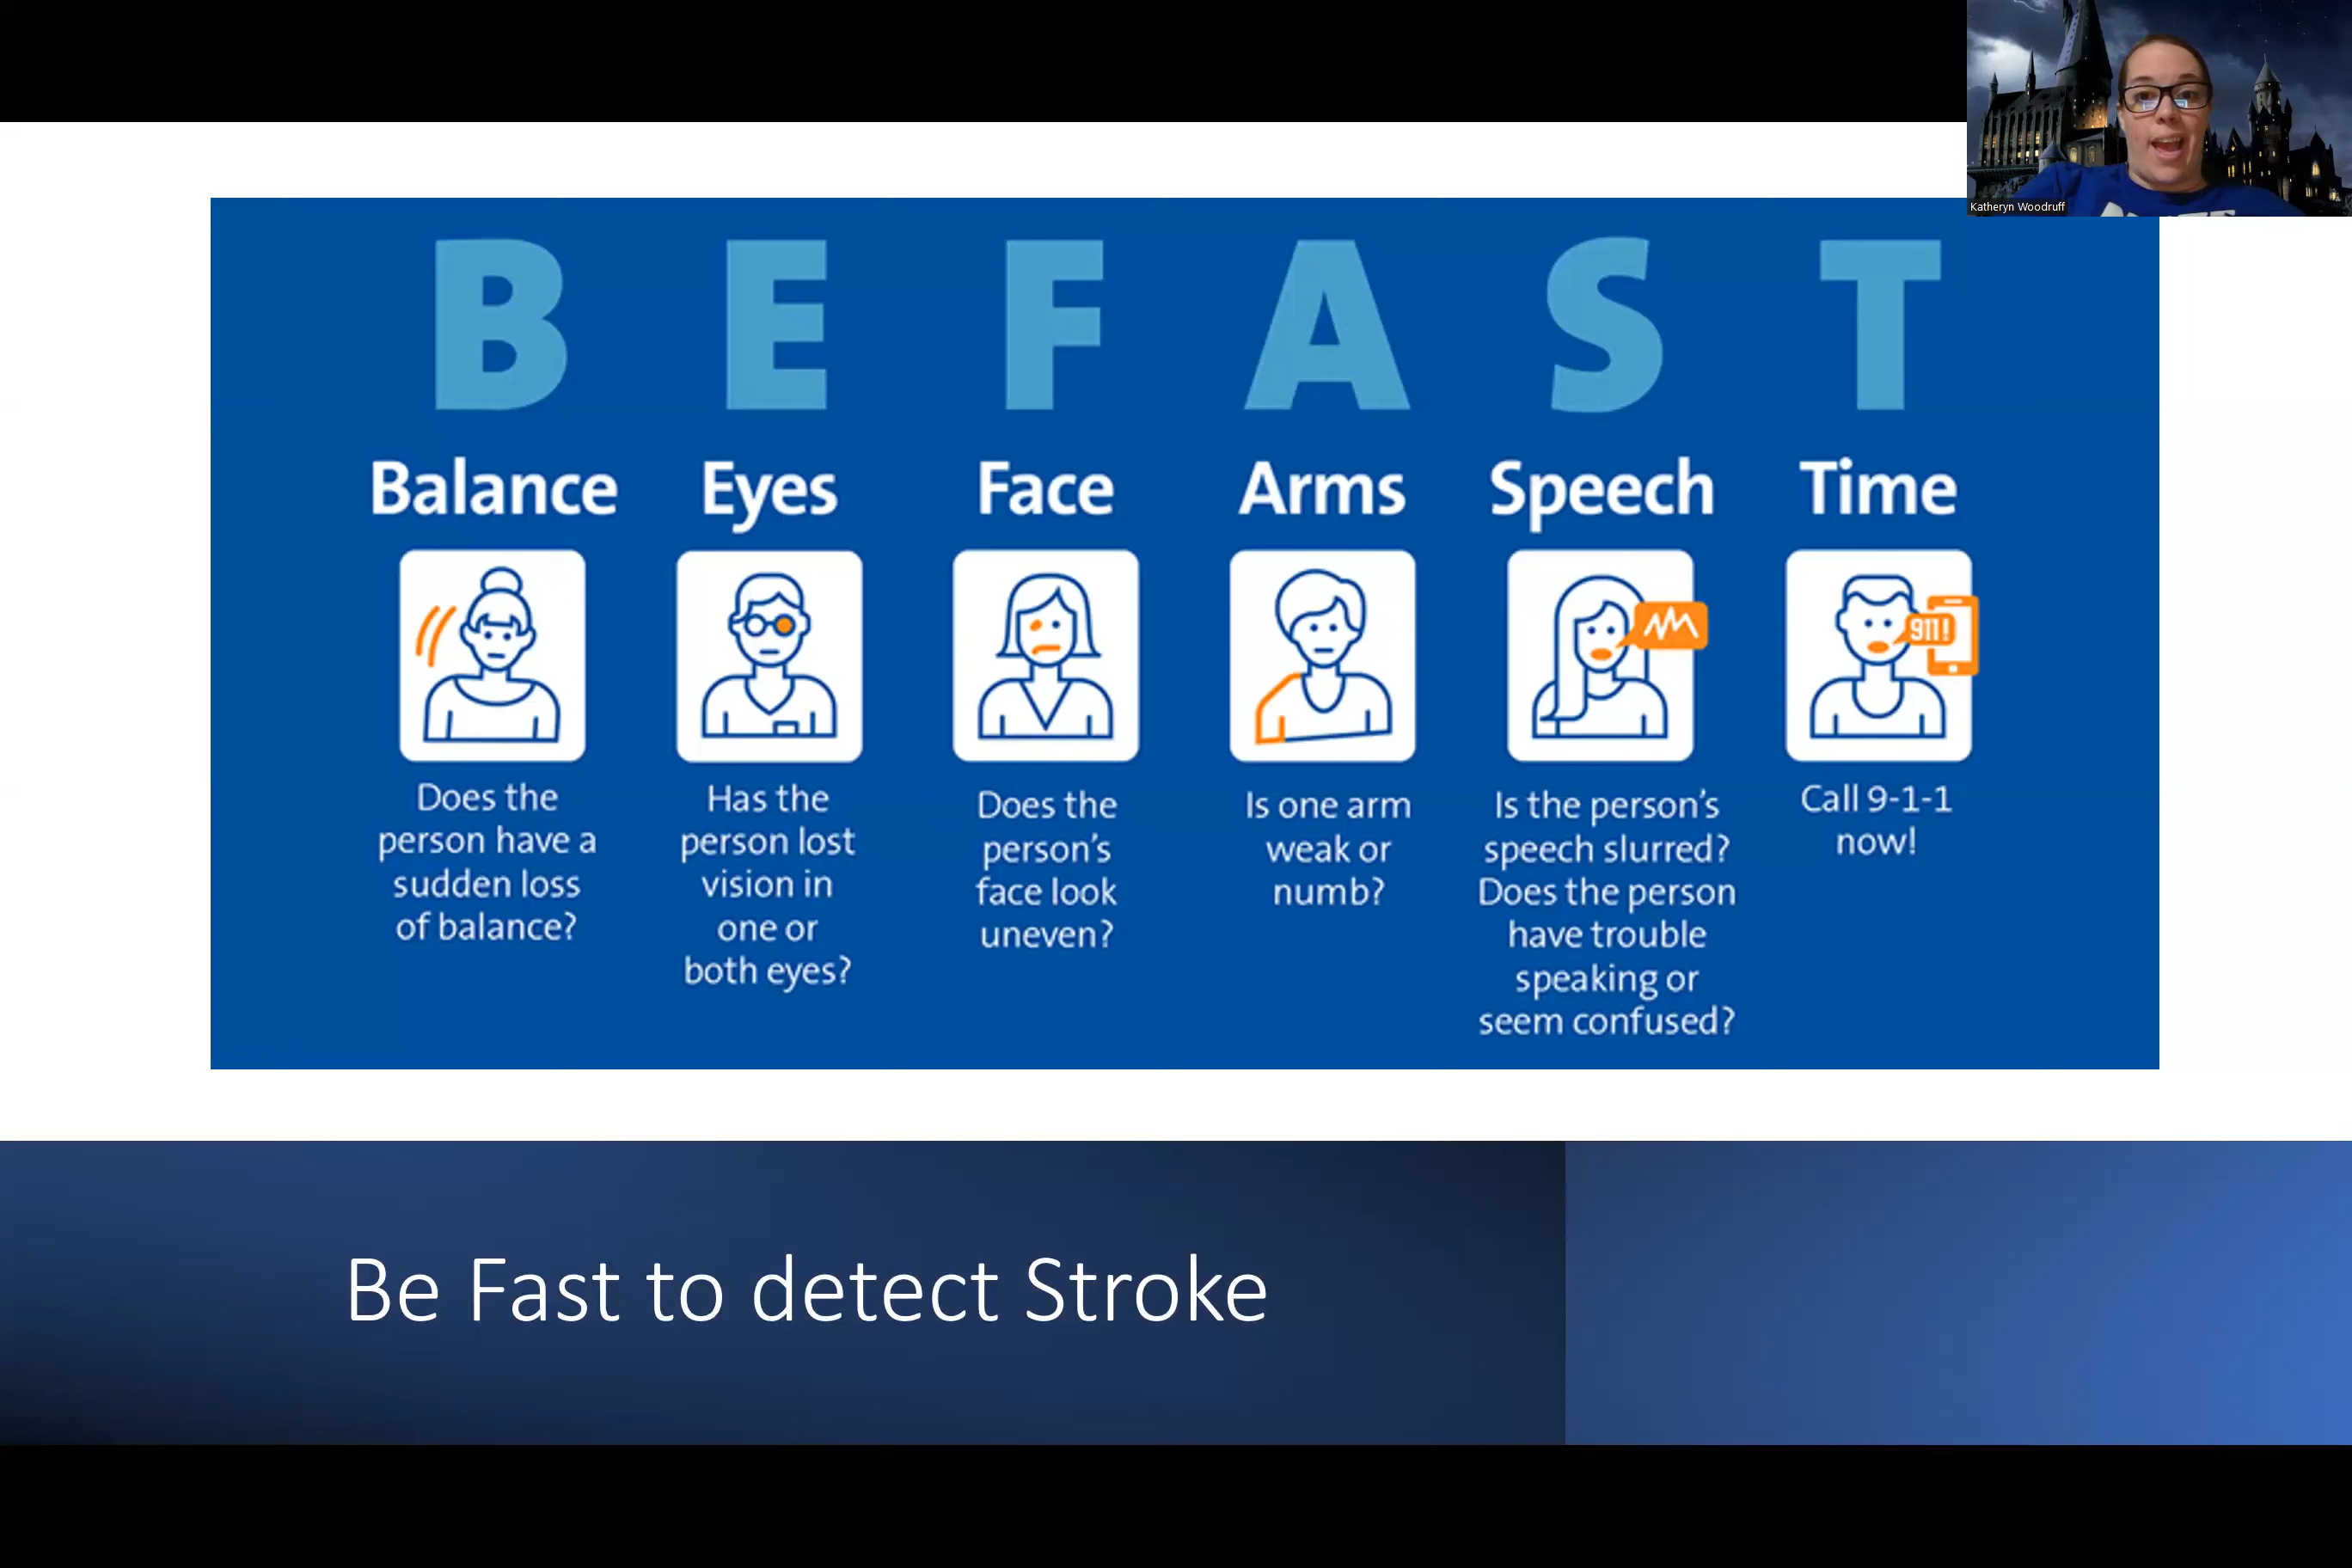 Katheryn Woodruff
B E F A S T
Balance
Does the
person have a
sudden loss
of balance?
Eyes
Has the
person lost
vision in
one or
both eyes?
Face
Does the
person's
face look
uneven?
Arms
Is one arm
weak or
numb?
Speech
Is the person's
speech slurred?
Does the person
have trouble
speaking or
seem confused?
Time
911!
Call 9-1-1
now!
Be Fast to detect Stroke